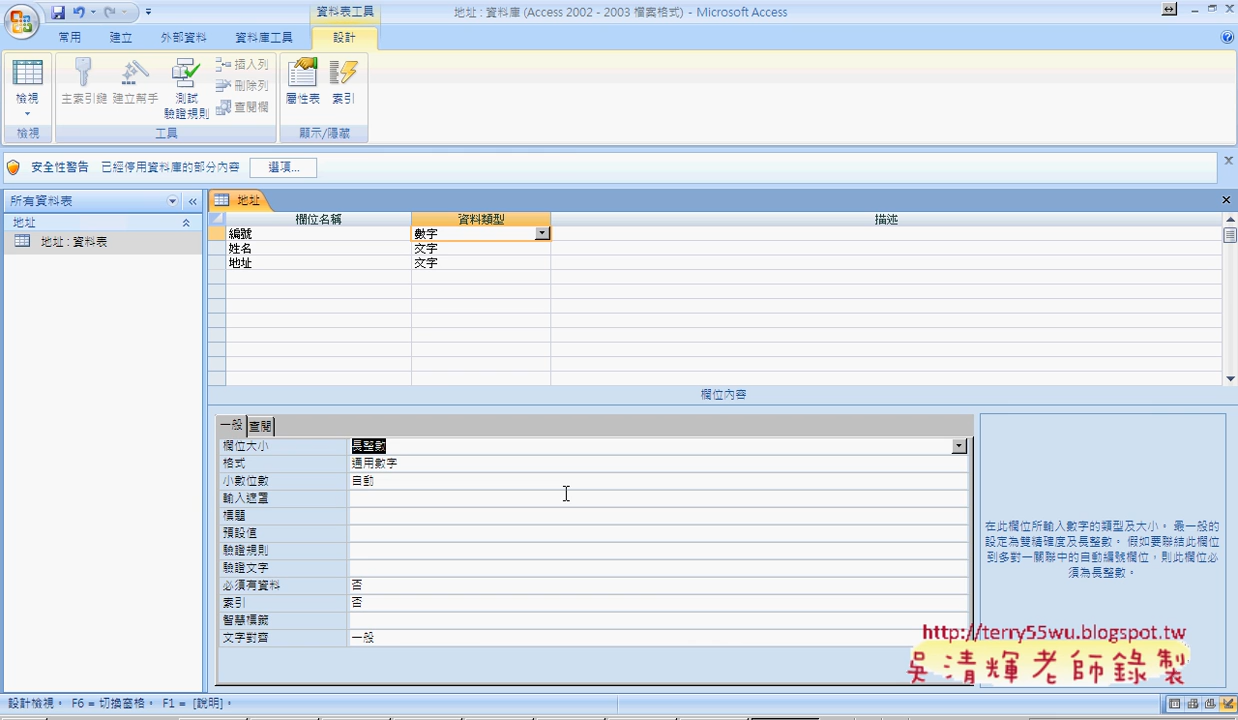 資料表工具
地址 : 資料庫 (Access 2002 - 2003 檔案格式) - Microsoft Access
常用 建立 外部資料 資料庫工具 設計
檢視 主索引鍵 建立幫手 測試驗證規則 插入列 刪除列 查閱欄 屬性表 索引
檢視 工具 顯示/隱藏
安全性警告 已經停用資料庫的部分內容 選項...
所有資料表 « 地址
地址
地址 : 資料表
欄位名稱 資料類型 描述
編號 數字
姓名 文字
地址 文字
欄位內容
一般 查閱
欄位大小 長整數
格式 通用數字
小數位數 自動
輸入遮罩
標題
預設值
驗證規則
驗證文字
必須有資料 否
索引 否
智慧標籤
文字對齊 一般
在此欄位所輸入數字的類型及大小。最一般的
設定為雙精確度及長整數。假如要聯結此欄位
到多對一關聯中的自動編號欄位，則此欄位必
須為長整數。
http://terry55wu.blogspot.tw
吳清輝老師錄製
設計檢視。 F6 = 切換窗格。 F1 = [說明]。